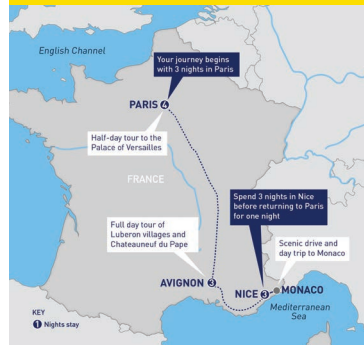 English Channel
Your journey begins
with 3 nights in Paris
PARIS 4
Half-day tour to the
Palace of Versailles
FRANCE
Spend 3 nights in Nice
before returning to Paris
for one night
Full day tour of
Luberon villages and
Chateauneuf du Pape
Scenic drive and
day trip to Monaco
AVIGNON 3
NICE 3
MONACO
Mediterranean
Sea
KEY
1 Nights stay